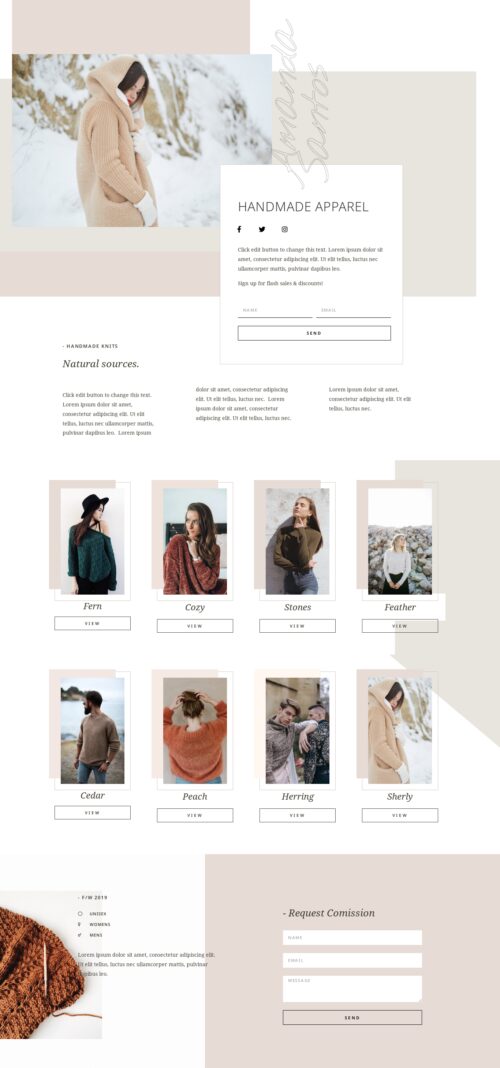 Amanda
Santos
HANDMADE APPAREL
Click edit button to change this text. Lorem ipsum dolor sit
amet, consectetur adipiscing elit. Ut elit tellus, luctus nec
ullamcorper mattis, pulvinar dapibus leo.
Sign up for flash sales & discounts!
NAME
EMAIL
SEND
- HANDMADE KNITS
Natural sources.
Click edit button to change this text.
Lorem ipsum dolor sit amet,
consectetur adipiscing elit. Ut elit
tellus, luctus nec ullamcorper mattis,
pulvinar dapibus leo.  Lorem ipsum
dolor sit amet, consectetur adipiscing
elit. Ut elit tellus, luctus nec.  Lorem
ipsum dolor sit amet, consectetur
adipiscing elit. Ut elit tellus, luctus nec.
Lorem ipsum dolor sit amet,
consectetur adipiscing elit. Ut elit
tellus, luctus nec.
Fern
VIEW
Cozy
VIEW
Stones
VIEW
Feather
VIEW
Cedar
VIEW
Peach
VIEW
Herring
VIEW
Sherly
VIEW
- F/W 2019
UNISEX
WOMENS
MENS
Lorem ipsum dolor sit amet, consectetur adipiscing elit.
Ut elit tellus, luctus nec ullamcorper mattis, pulvinar
dapibus leo.
- Request Comission
NAME
EMAIL
MESSAGE
SEND